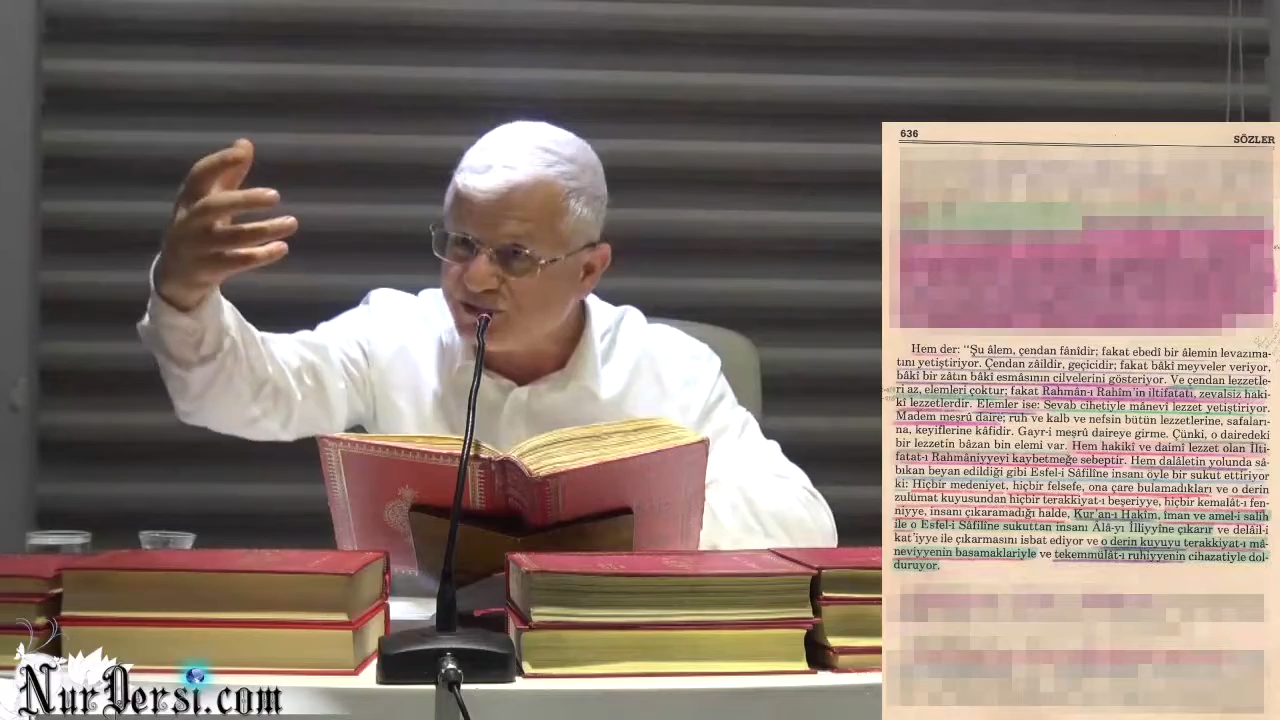 636
SÖZLER
Hem der: "Şu âlem, çendan fânîdir; fakat ebedî bir âlemin levazıma-
tını yetiştiriyor. Çendan zâildir, geçicidir; fakat bâkî meyveler veriyor,
bâkî bir zâtın bâkî esmâsının cilvelerini gösteriyor. Ve çendan lezzetle-
ri az, elemleri çoktur; fakat Rahmân-ı Rahîm'in iltifatatı, zevalsiz haki-
kî lezzetlerdir. Elemler ise: Sevab cihetiyle mânevî lezzet yetiştiriyor.
Madem meşrû daire; ruh ve kalb ve nefsin bütün lezzetlerine, safaları-
na, keyiflerine kâfidir. Gayr-i meşrû daireye girme. Çünki, o dairedeki
bir lezzetin bâzan bin elemi var. Hem hakikî ve daimî lezzet olan İlti-
fatat-ı Rahmâniyyeyi kaybetmeğe sebeptir. Hem dalâletin yolunda sâ-
bıkan beyan edildiği gibi Esfel-i Sâfilîne insanı öyle bir sukut ettiriyor
ki: Hiçbir medeniyet, hiçbir felsefe, ona çare bulamadıkları ve o derin
zulümat kuyusundan hiçbir terakkiyat-ı beşeriye, hiçbir kemalât-ı fen-
niyye, insanı çıkaramadığı halde, Kur'an-ı Hakîm, iman ve amel-i salih
ile o Esfel-i Sâfilîne sukuttan insanı Âlâ-yı İlliyyîne çıkarır ve delâil-i
kat'iyye ile çıkarmasını isbat ediyor ve o derin kuyuyu terakkiyat-ı mâ-
neviyyenin basamaklariyle ve tekemmülât-ı ruhiyyenin cihazatiyle dol-
duruyor.
NurDersi.com